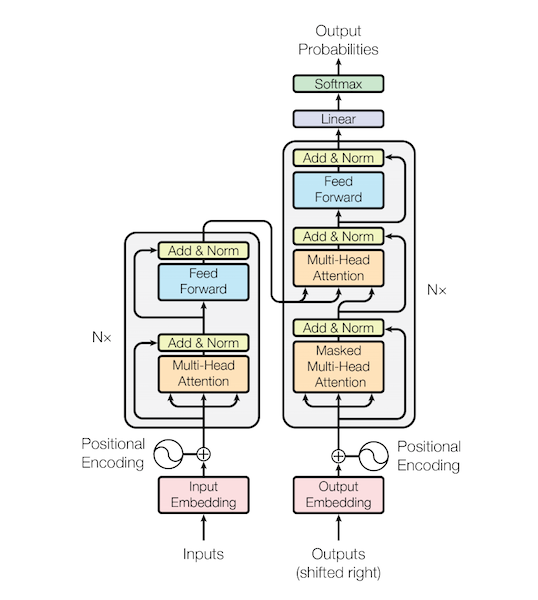 Output
Probabilities
Softmax
Linear
Add & Norm
Feed
Forward
Add & Norm
Multi-Head
Attention
Add & Norm
Masked
Multi-Head
Attention
N×
Add & Norm
Feed
Forward
N×
Add & Norm
Multi-Head
Attention
Positional
Encoding
Positional
Encoding
Input
Embedding
Output
Embedding
Inputs
Outputs
(shifted right)